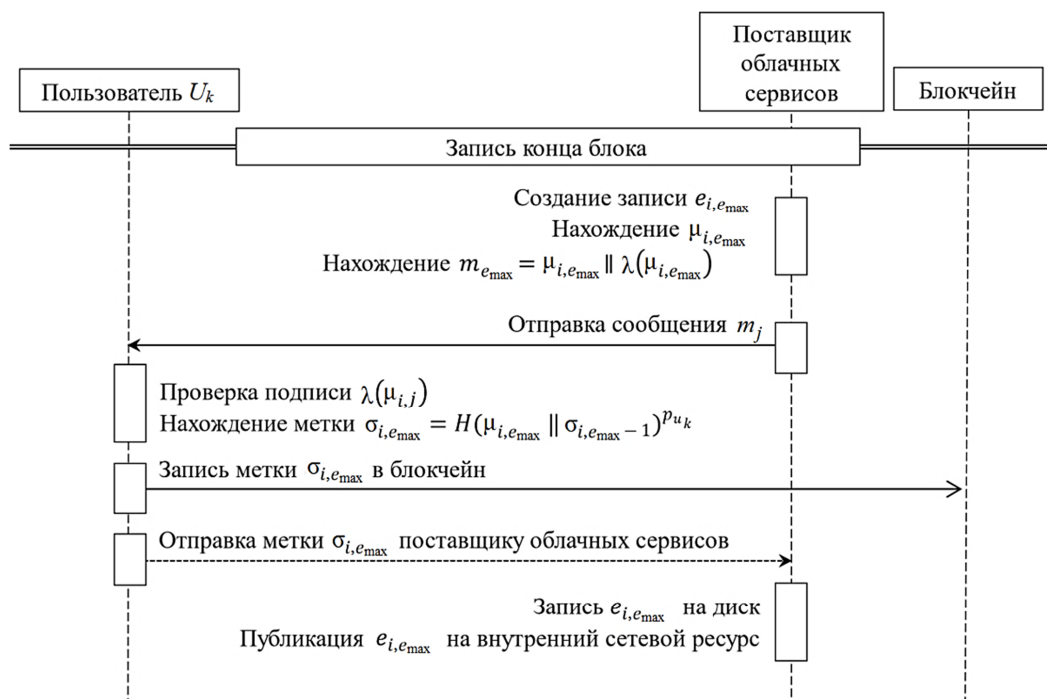 Поставщик
облачных
сервисов
Пользователь U_k
Блокчейн
Запись конца блока
Создание записи e_{i,e_max}
Нахождение μ_{i,e_max}
Нахождение m_{e_max} = μ_{i,e_max} ∥ λ(μ_{i,e_max})
Отправка сообщения m_j
Проверка подписи λ(μ_{i,j})
Нахождение метки σ_{i,e_max} = H(μ_{i,e_max} ∥ σ_{i,e_max−1})^{p_{u_k}}
Запись метки σ_{i,e_max} в блокчейн
Отправка метки σ_{i,e_max} поставщику облачных сервисов
Запись e_{i,e_max} на диск
Публикация e_{i,e_max} на внутренний сетевой ресурс